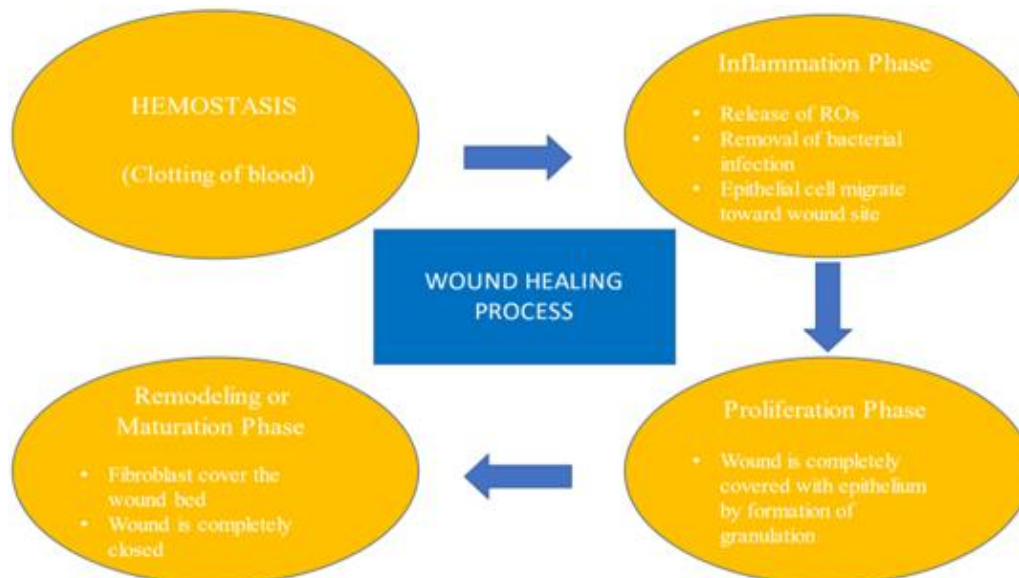 HEMOSTASIS
(Clotting of blood)
Inflammation Phase
• Release of ROs
• Removal of bacterial
infection
• Epithelial cell migrate
toward wound site
WOUND HEALING
PROCESS
Proliferation Phase
• Wound is completely
covered with epithelium
by formation of
granulation
Remodeling or
Maturation Phase
• Fibroblast cover the
wound bed
• Wound is completely
closed